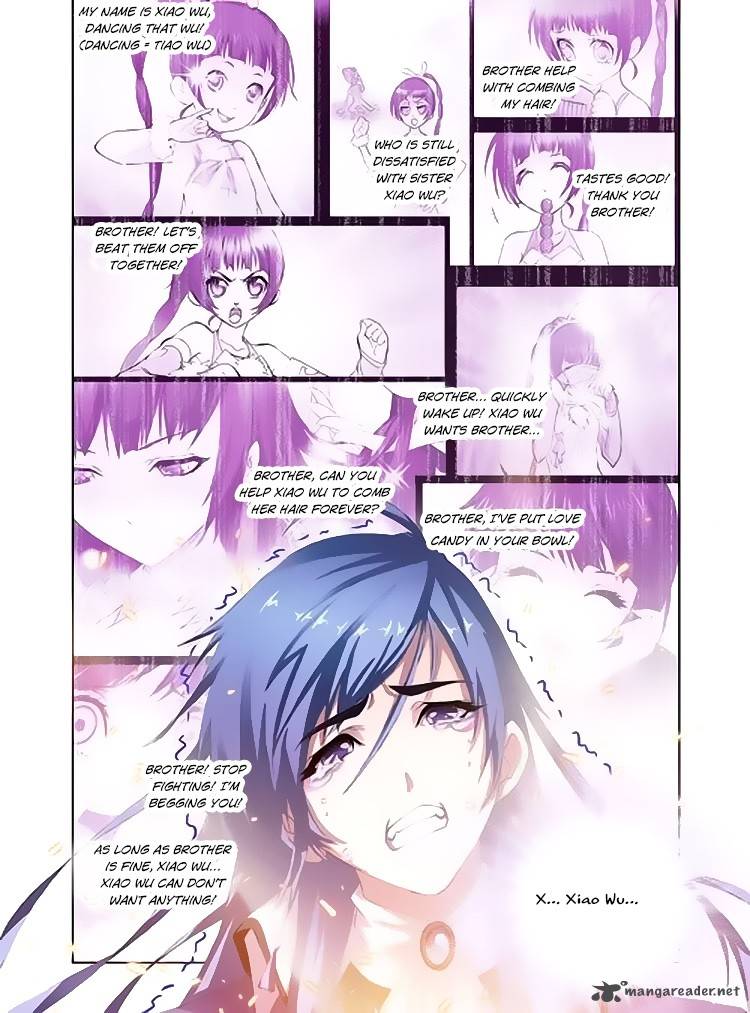 MY NAME IS XIAO WU,
DANCING THAT WU!
(DANCING = TIAO WU)
WHO IS STILL
DISSATISFIED
WITH SISTER
XIAO WU?
BROTHER HELP
WITH COMBING
MY HAIR!
TASTES GOOD!
THANK YOU
BROTHER!
BROTHER! LET'S
BEAT THEM OFF
TOGETHER!
BROTHER... QUICKLY
WAKE UP! XIAO WU
WANTS BROTHER...
BROTHER, CAN YOU
HELP XIAO WU TO COMB
HER HAIR FOREVER?
BROTHER, I'VE PUT LOVE
CANDY IN YOUR BOWL!
BROTHER! STOP
FIGHTING! I'M
BEGGING YOU!
AS LONG AS BROTHER
IS FINE, XIAO WU...
XIAO WU CAN DON'T
WANT ANYTHING!
X... Xiao Wu...
mangareader.net